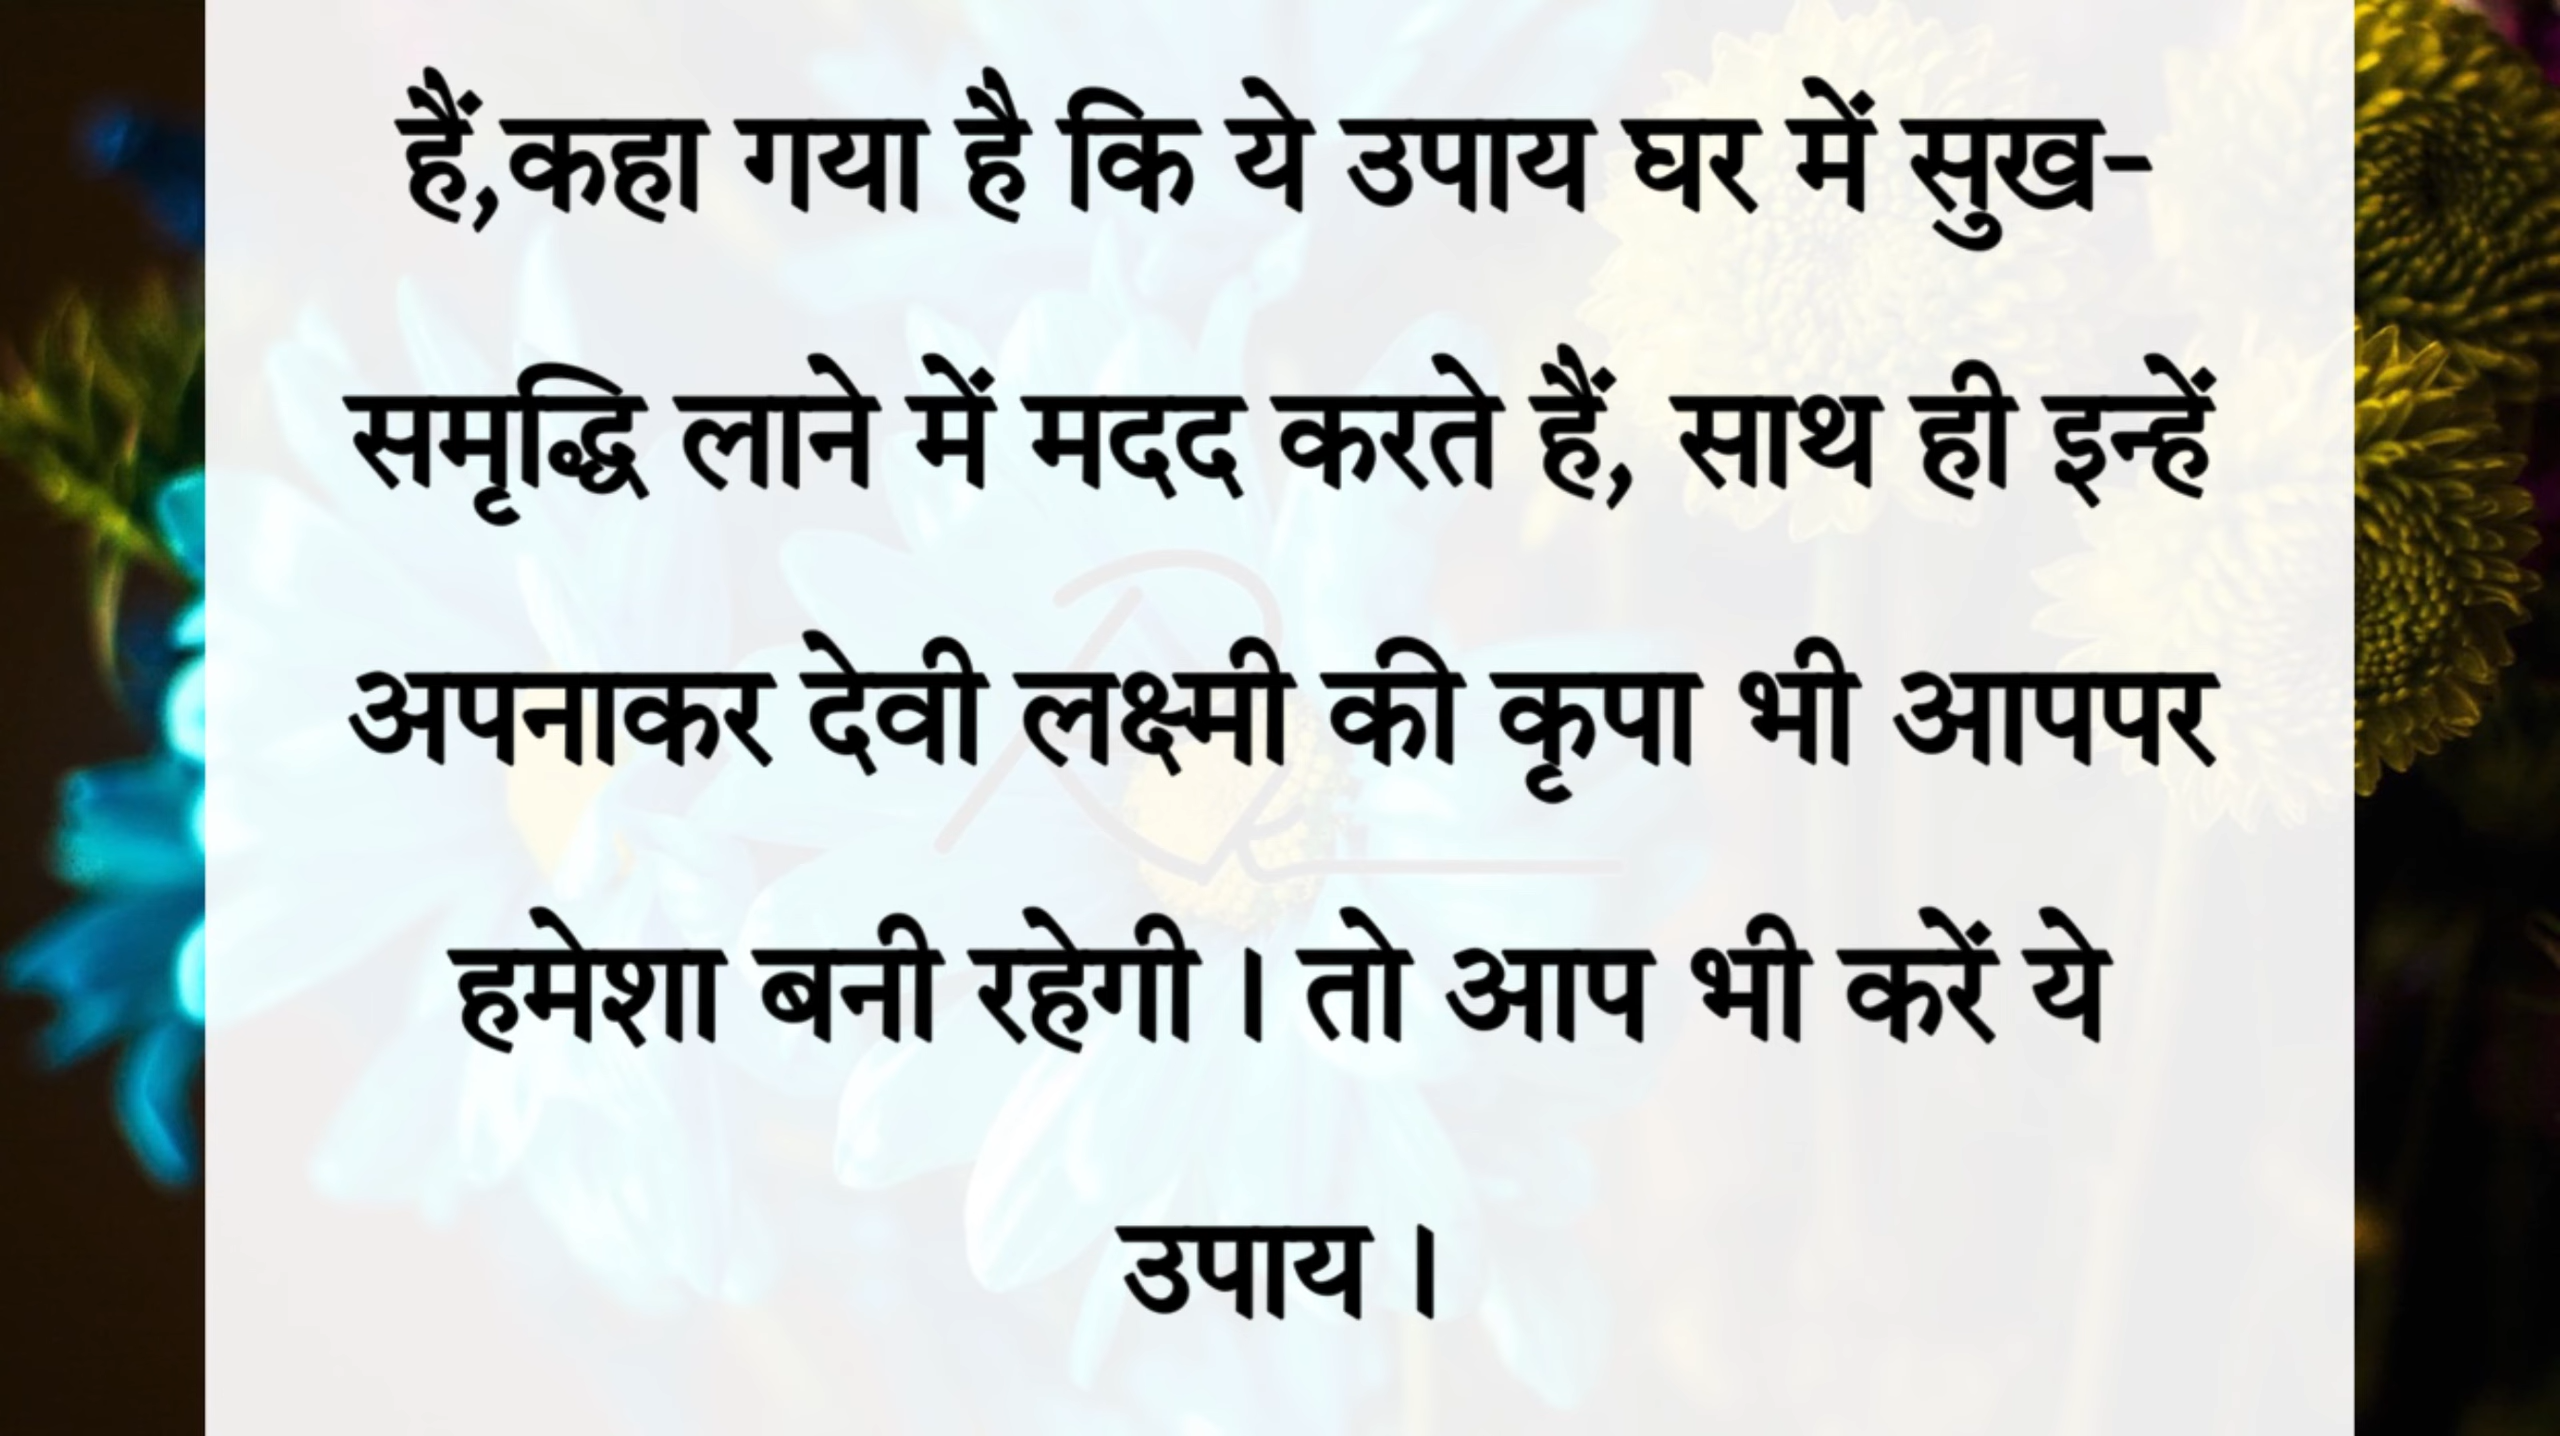 हैं,कहा गया है कि ये उपाय घर में सुख-
समृद्धि लाने में मदद करते हैं, साथ ही इन्हें
अपनाकर देवी लक्ष्मी की कृपा भी आपपर
हमेशा बनी रहेगी । तो आप भी करें ये
उपाय ।